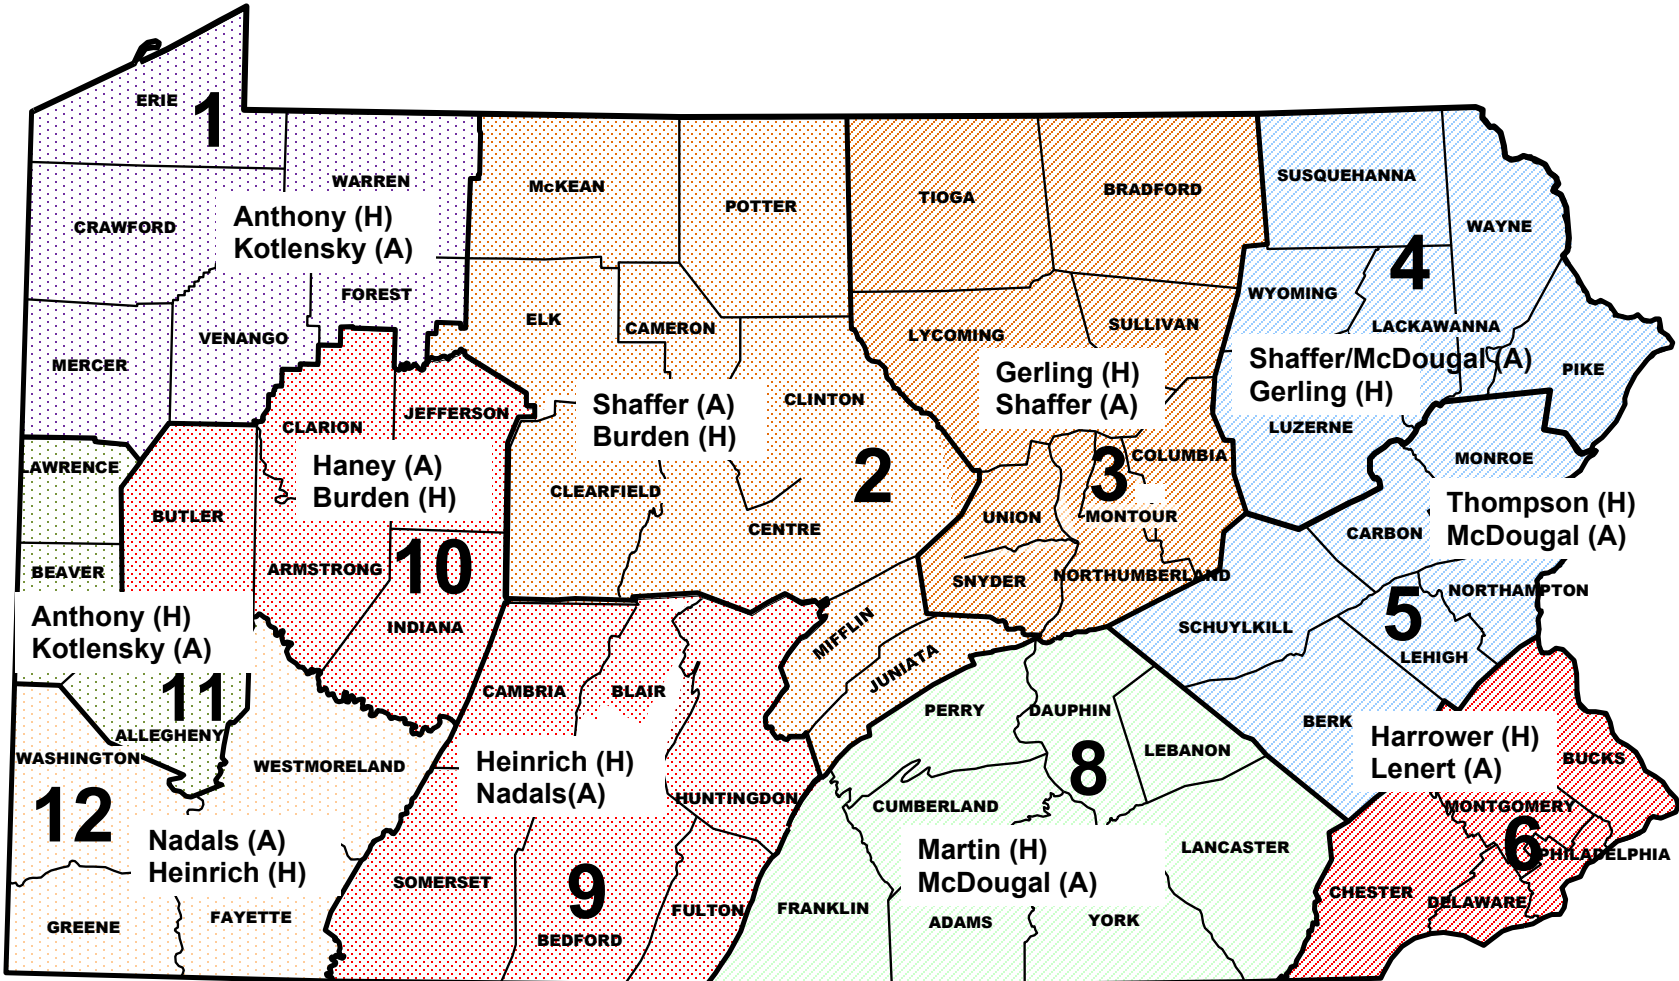 ERIE
1
WARREN
CRAWFORD
Anthony (H)
Kotlensky (A)
FOREST
VENANGO
MERCER
McKEAN
POTTER
ELK
CAMERON
CLINTON
Shaffer (A)
Burden (H)
2
CLEARFIELD
CENTRE
MIFFLIN
JUNIATA
TIOGA
BRADFORD
LYCOMING
SULLIVAN
Gerling (H)
Shaffer (A)
3
COLUMBIA
UNION
MONTOUR
SNYDER
NORTHUMBERLAND
SUSQUEHANNA
WAYNE
4
WYOMING
LACKAWANNA
Shaffer/McDougal (A)
Gerling (H)
PIKE
LUZERNE
MONROE
Thompson (H)
McDougal (A)
CARBON
NORTHAMPTON
5
SCHUYLKILL
LEHIGH
BERK
Harrower (H)
Lenert (A)
BUCKS
MONTGOMERY
6
PHILADELPHIA
CHESTER
DELAWARE
PERRY
DAUPHIN
LEBANON
8
CUMBERLAND
LANCASTER
Martin (H)
McDougal (A)
FRANKLIN
ADAMS
YORK
CAMBRIA
BLAIR
Heinrich (H)
Nadals(A)
HUNTINGDON
SOMERSET
9
BEDFORD
FULTON
CLARION
JEFFERSON
Haney (A)
Burden (H)
BUTLER
10
ARMSTRONG
INDIANA
LAWRENCE
BEAVER
Anthony (H)
Kotlensky (A)
11
ALLEGHENY
WASHINGTON
WESTMORELAND
12
Nadals (A)
Heinrich (H)
GREENE
FAYETTE